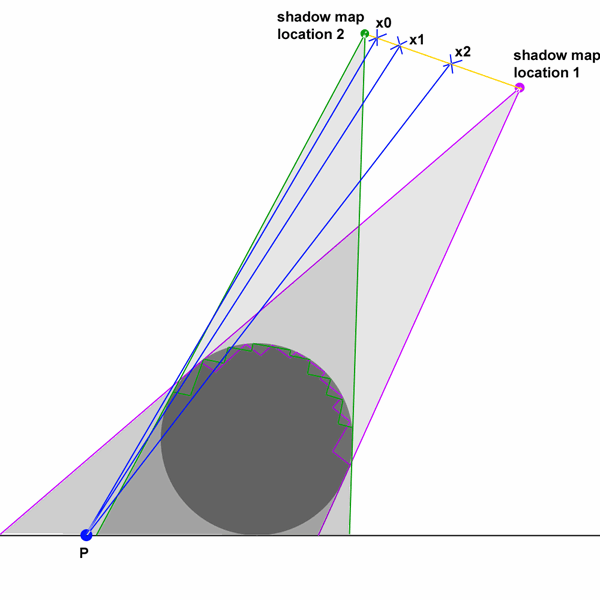 shadow map
location 2
x0
x1
x2
shadow map
location 1
P